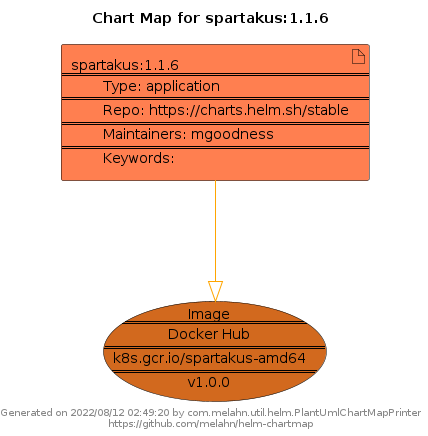 Chart Map for spartakus:1.1.6
spartakus:1.1.6
Type: application
Repo: https://charts.helm.sh/stable
Maintainers: mgoodness
Keywords:
Image
Docker Hub
k8s.gcr.io/spartakus-amd64
v1.0.0
Generated on 2022/08/12 02:49:20 by com.melahn.util.helm.PlantUmlChartMapPrinter
https://github.com/melahn/helm-chartmap